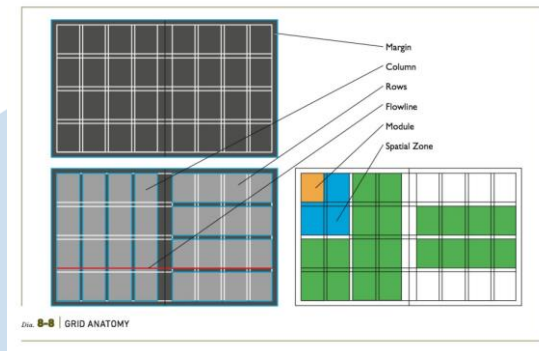 Margin
Column
Rows
Flowline
Module
Spatial Zone
Dia. 8-8 | GRID ANATOMY